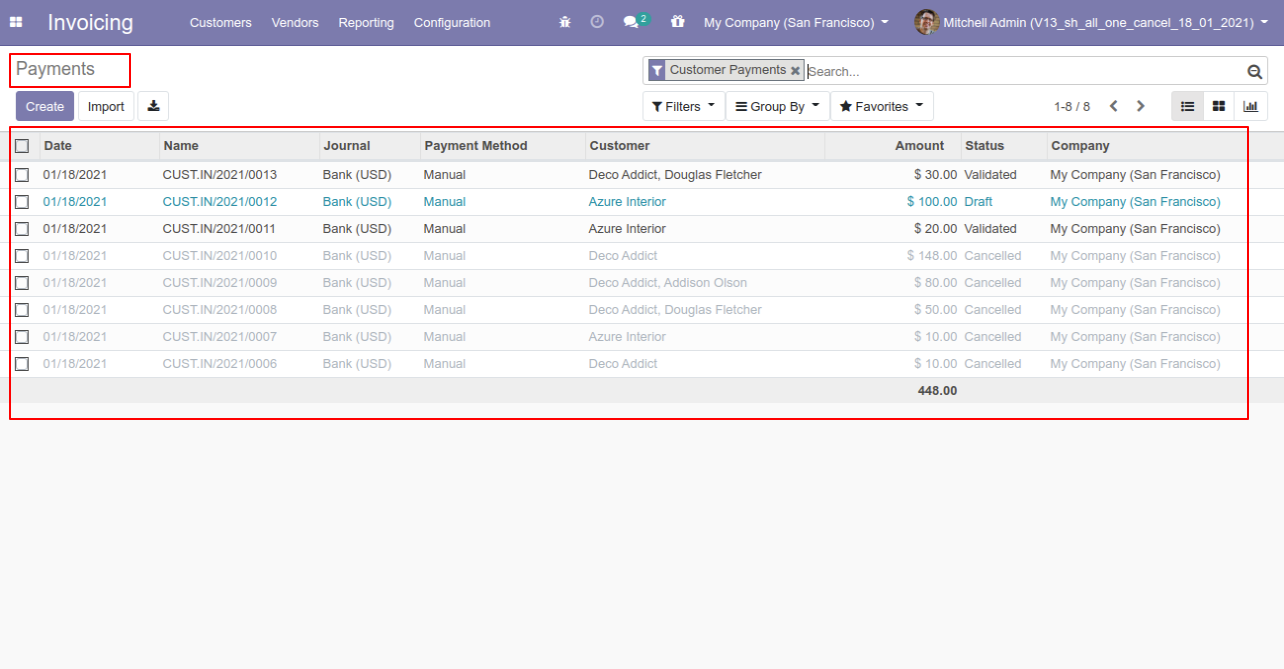 Invoicing Customers Vendors Reporting Configuration 2 My Company (San Francisco) Mitchell Admin (V13_sh_all_one_cancel_18_01_2021)
Payments Customer Payments Search...
Create Import Filters Group By Favorites 1-8 / 8
Date Name Journal Payment Method Customer Amount Status Company
01/18/2021 CUST.IN/2021/0013 Bank (USD) Manual Deco Addict, Douglas Fletcher $ 30.00 Validated My Company (San Francisco)
01/18/2021 CUST.IN/2021/0012 Bank (USD) Manual Azure Interior $ 100.00 Draft My Company (San Francisco)
01/18/2021 CUST.IN/2021/0011 Bank (USD) Manual Azure Interior $ 20.00 Validated My Company (San Francisco)
01/18/2021 CUST.IN/2021/0010 Bank (USD) Manual Deco Addict $ 148.00 Cancelled My Company (San Francisco)
01/18/2021 CUST.IN/2021/0009 Bank (USD) Manual Deco Addict, Addison Olson $ 80.00 Cancelled My Company (San Francisco)
01/18/2021 CUST.IN/2021/0008 Bank (USD) Manual Deco Addict, Douglas Fletcher $ 50.00 Cancelled My Company (San Francisco)
01/18/2021 CUST.IN/2021/0007 Bank (USD) Manual Azure Interior $ 10.00 Cancelled My Company (San Francisco)
01/18/2021 CUST.IN/2021/0006 Bank (USD) Manual Deco Addict $ 10.00 Cancelled My Company (San Francisco)
448.00